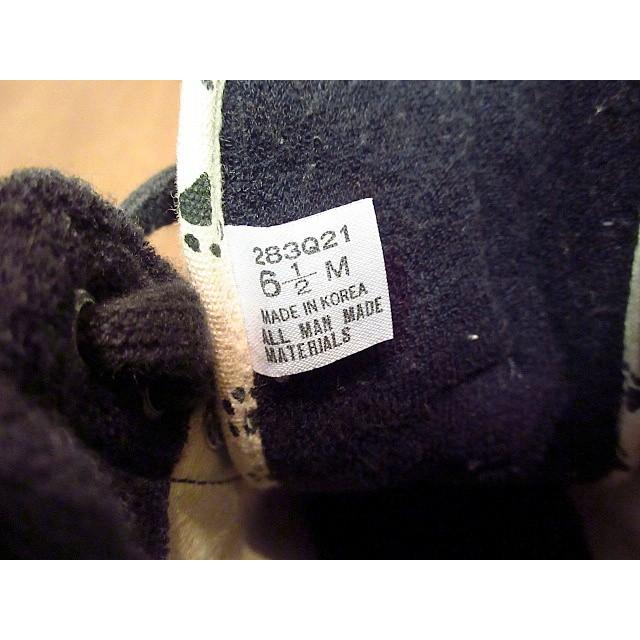 283Q21
6 1/2 M
MADE IN KOREA
ALL MAN MADE
MATERIALS